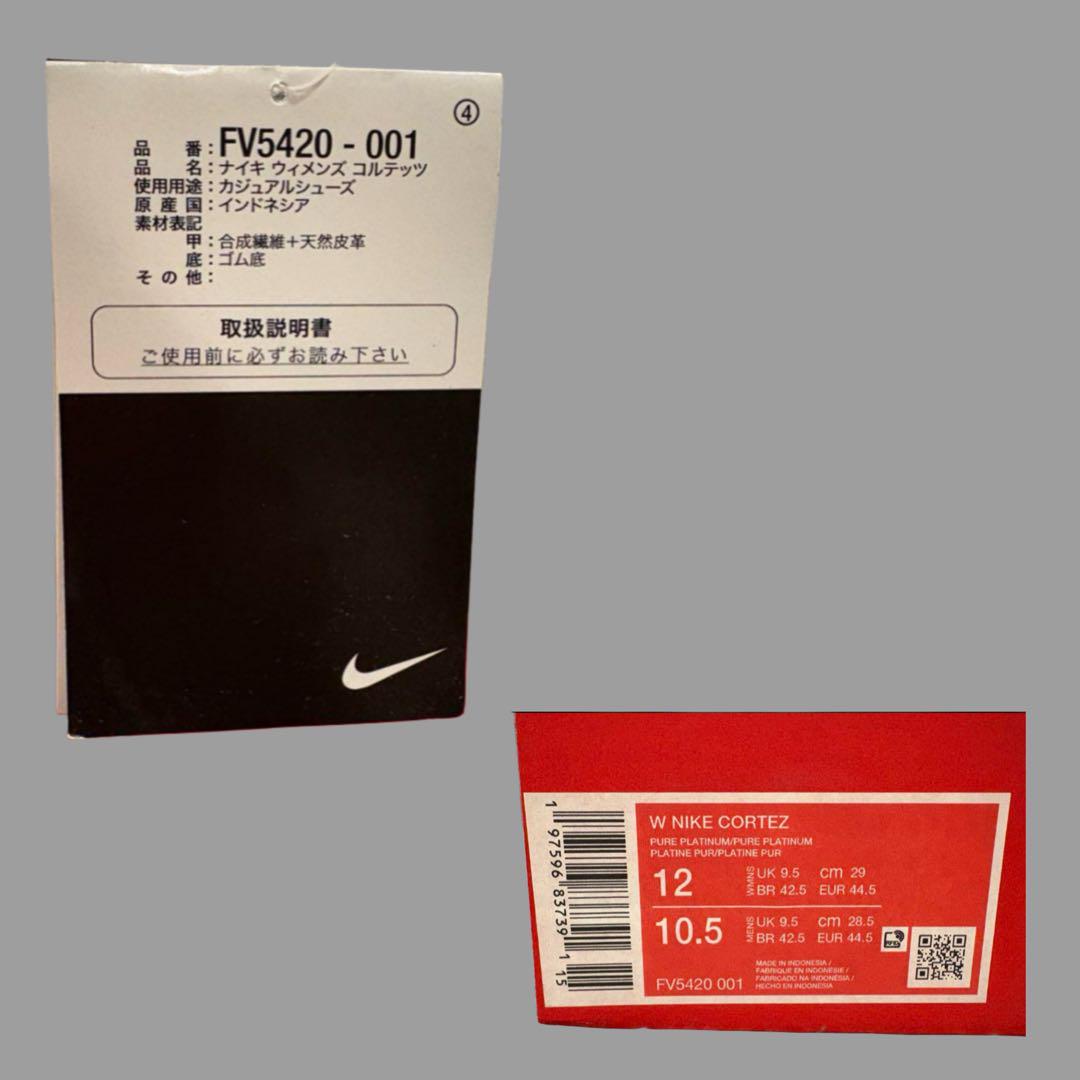 ④
品 番：FV5420 - 001
品 名：ナイキ ウィメンズ コルテッツ
使用用途：カジュアルシューズ
原 産 国：インドネシア
素材表記
甲：合成繊維＋天然皮革
底：ゴム底
そ の 他：
取扱説明書
ご使用前に必ずお読み下さい
1 97596 83739 1 15
W NIKE CORTEZ
PURE PLATINUM/PURE PLATINUM
PLATINE PUR/PLATINE PUR
12 WMNS UK 9.5 cm 29
BR 42.5 EUR 44.5
10.5 MENS UK 9.5 cm 28.5
BR 42.5 EUR 44.5
MADE IN INDONESIA /
FABRIQUE EN INDONESIE /
FABRICADO NA INDONÉSIA /
HECHO EN INDONESIA
FV5420 001